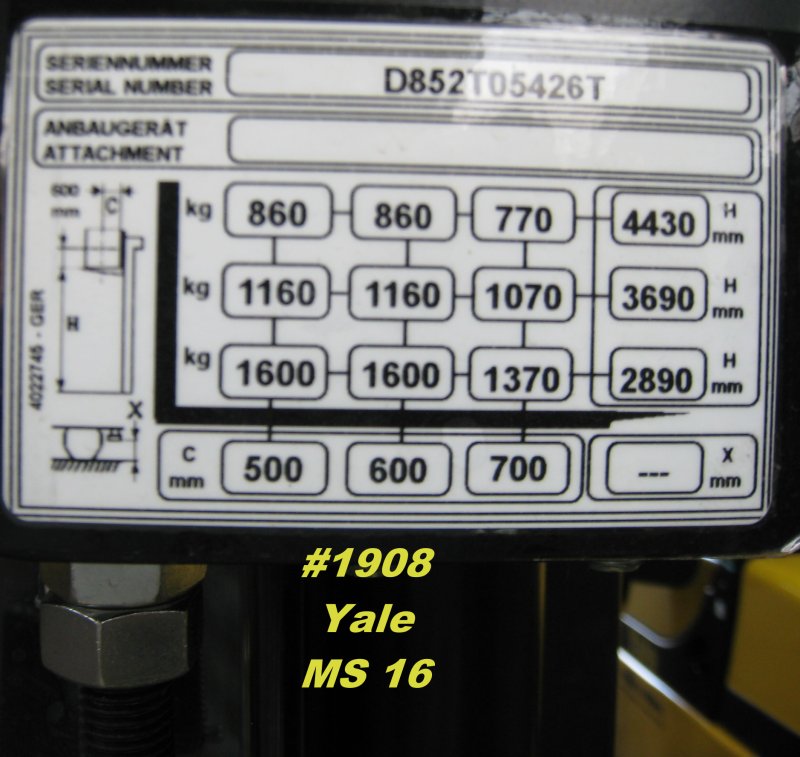 SERIENNUMMER
SERIAL NUMBER
D852T05426T
ANBAUGERÄT
ATTACHMENT
600 mm
C
H
X
4022745 - GER
kg 860 860 770 4430 H mm
kg 1160 1160 1070 3690 H mm
kg 1600 1600 1370 2890 H mm
C mm 500 600 700 --- X mm
#1908
Yale
MS 16